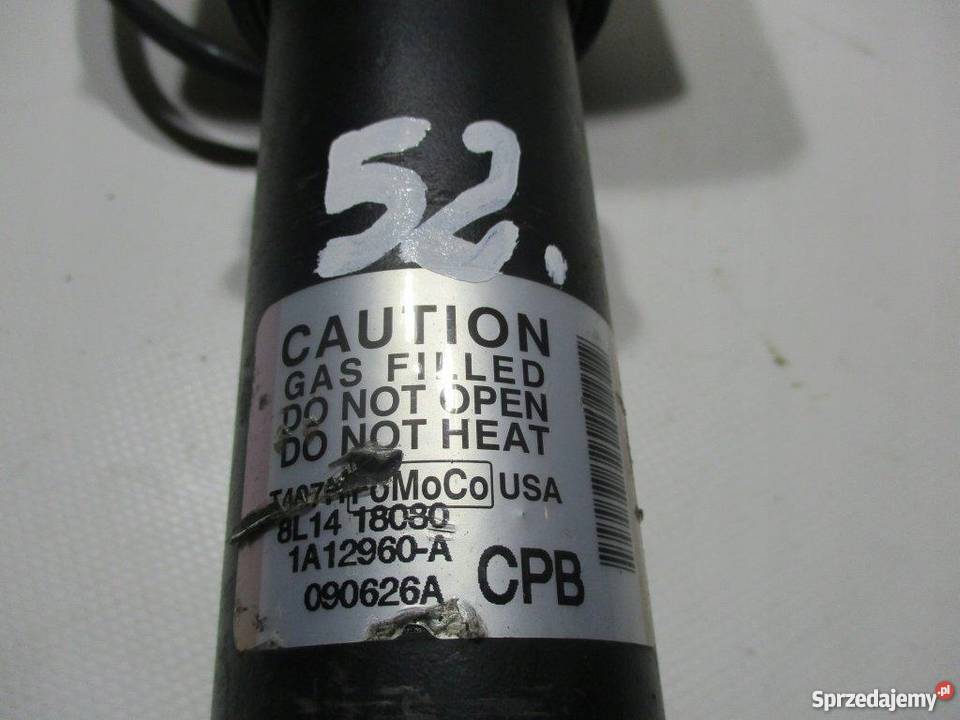 52.
CAUTION
GAS FILLED
DO NOT OPEN
DO NOT HEAT
FoMoCo USA
8L14 18080
1A12960-A
090626A CPB
Sprzedajemy.pl